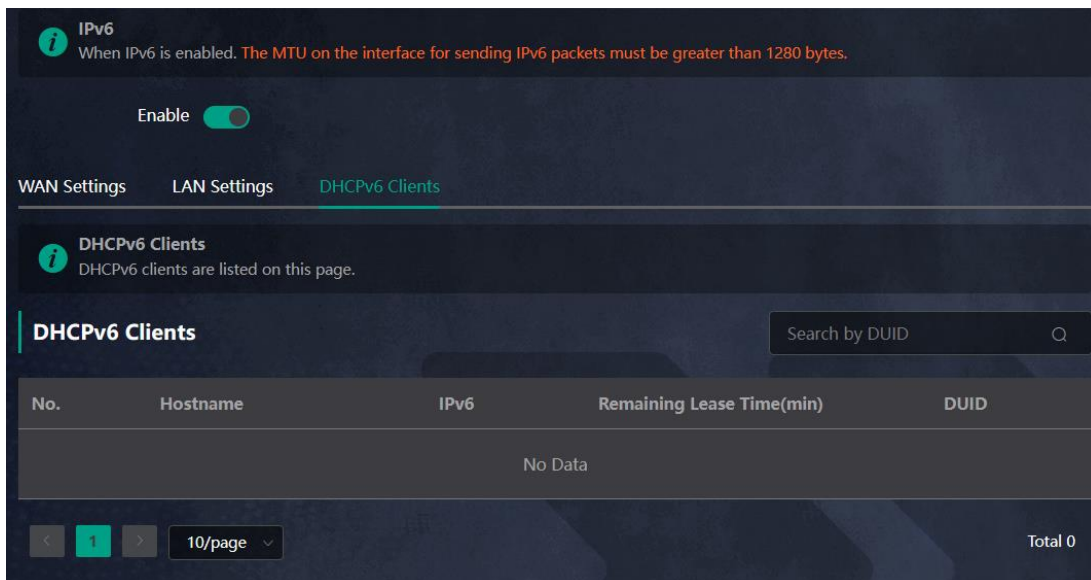 IPv6
When IPv6 is enabled. The MTU on the interface for sending IPv6 packets must be greater than 1280 bytes.
Enable
WAN Settings LAN Settings DHCPv6 Clients
DHCPv6 Clients
DHCPv6 clients are listed on this page.
DHCPv6 Clients Search by DUID
No. Hostname IPv6 Remaining Lease Time(min) DUID
No Data
< 1 > 10/page Total 0